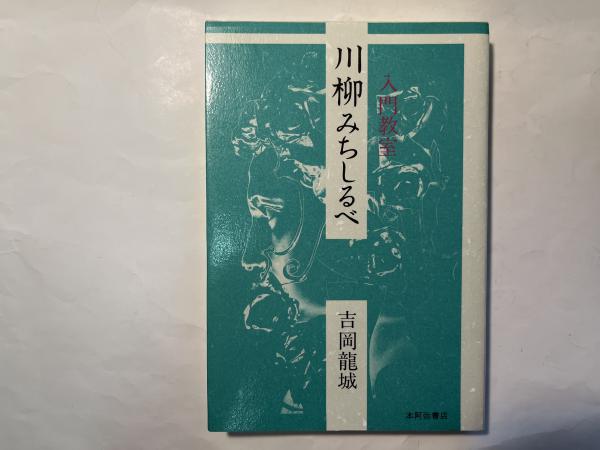 入門教室
川柳みちしるべ
吉岡龍城
本阿弥書店